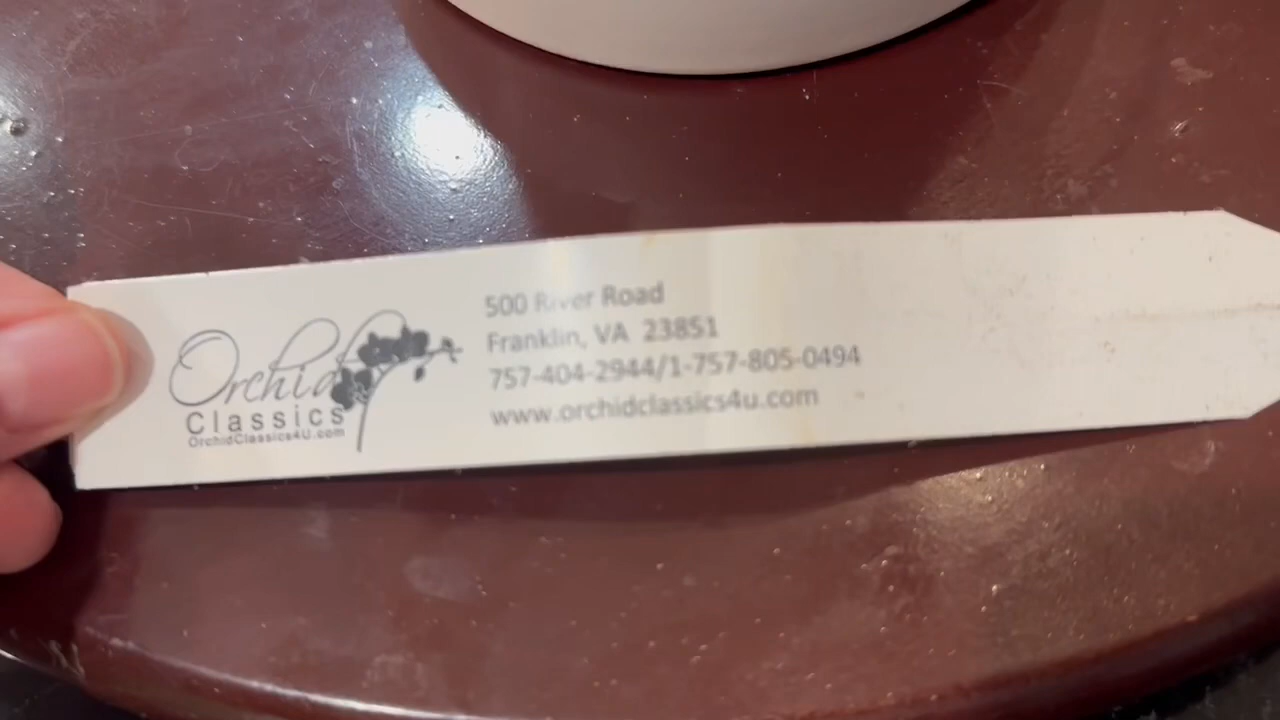 Orchid
Classics
OrchidClassics4U.com
500 River Road
Franklin, VA 23851
757-404-2944/1-757-805-0494
www.orchidclassics4u.com